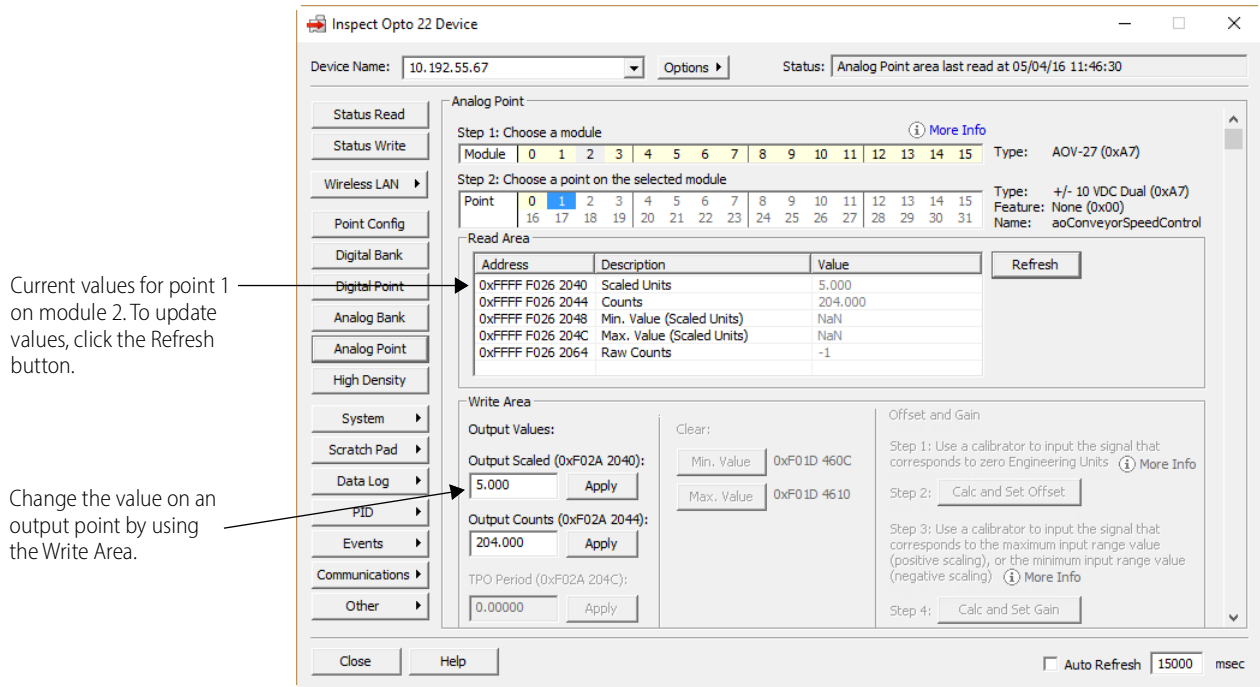 Inspect Opto 22 Device
Device Name: 10.192.55.67 Options Status: Analog Point area last read at 05/04/16 11:46:30
Status Read
Status Write
Wireless LAN
Point Config
Digital Bank
Digital Point
Analog Bank
Analog Point
High Density
System
Scratch Pad
Data Log
PID
Events
Communications
Other
Analog Point
Step 1: Choose a module
More Info
Module 0 1 2 3 4 5 6 7 8 9 10 11 12 13 14 15
Type: AOV-27 (0xA7)
Step 2: Choose a point on the selected module
Point 0 1 2 3 4 5 6 7 8 9 10 11 12 13 14 15
16 17 18 19 20 21 22 23 24 25 26 27 28 29 30 31
Type: +/- 10 VDC Dual (0xA7)
Feature: None (0x00)
Name: aoConveyorSpeedControl
Read Area
Address Description Value
0xFFFF F026 2040 Scaled Units 5.000
0xFFFF F026 2044 Counts 204.000
0xFFFF F026 2048 Min. Value (Scaled Units) NaN
0xFFFF F026 204C Max. Value (Scaled Units) NaN
0xFFFF F026 2064 Raw Counts -1
Refresh
Write Area
Output Values:
Output Scaled (0xF02A 2040):
5.000 Apply
Output Counts (0xF02A 2044):
204.000 Apply
TPO Period (0xF02A 204C):
0.00000 Apply
Clear:
Min. Value 0xF01D 460C
Max. Value 0xF01D 4610
Offset and Gain
Step 1: Use a calibrator to input the signal that
corresponds to zero Engineering Units More Info
Step 2: Calc and Set Offset
Step 3: Use a calibrator to input the signal that
corresponds to the maximum input range value
(positive scaling), or the minimum input range value
(negative scaling) More Info
Step 4: Calc and Set Gain
Close Help
Auto Refresh 15000 msec
Current values for point 1
on module 2. To update
values, click the Refresh
button.
Change the value on an
output point by using
the Write Area.